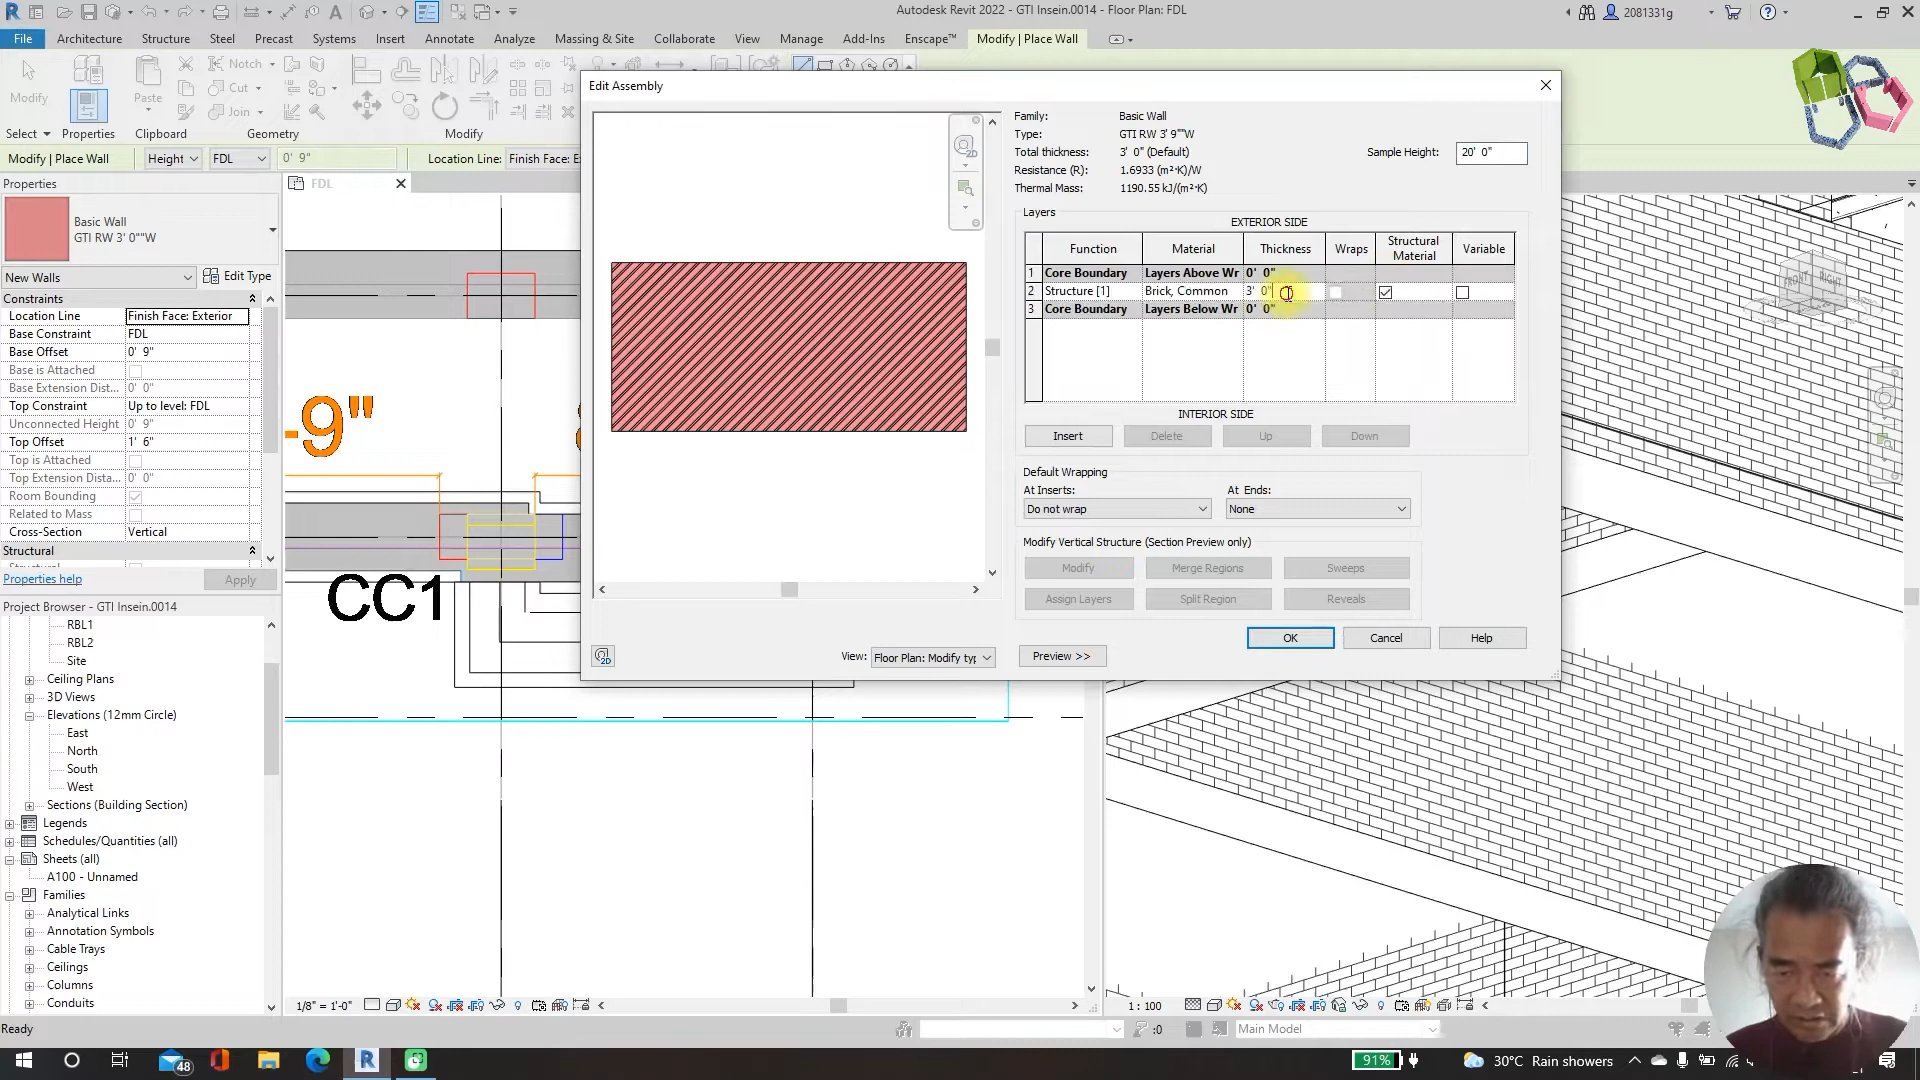 Autodesk Revit 2022 - GTI Insein.0014 - Floor Plan: FDL
2081331g
File Architecture Structure Steel Precast Systems Insert Annotate Analyze Massing & Site Collaborate View Manage Add-Ins Enscape™ Modify | Place Wall
Modify Paste Notch Cut Join
Select Properties Clipboard Geometry Modify
Modify | Place Wall Height FDL 0' 9" Location Line: Finish Face: E
Properties
FDL
Basic Wall
GTI RW 3' 0""W
New Walls Edit Type
Constraints
Location Line Finish Face: Exterior
Base Constraint FDL
Base Offset 0' 9"
Base is Attached
Base Extension Dist... 0' 0"
Top Constraint Up to level: FDL
Unconnected Height 0' 9"
Top Offset 1' 6"
Top is Attached
Top Extension Dista... 0' 0"
Room Bounding
Related to Mass
Cross-Section Vertical
Structural
Properties help Apply
Project Browser - GTI Insein.0014
RBL1
RBL2
Site
Ceiling Plans
3D Views
Elevations (12mm Circle)
East
North
South
West
Sections (Building Section)
Legends
Schedules/Quantities (all)
Sheets (all)
A100 - Unnamed
Families
Analytical Links
Annotation Symbols
Cable Trays
Ceilings
Columns
Conduits
-9"
CC1
Edit Assembly
Family: Basic Wall
Type: GTI RW 3' 9""W
Total thickness: 3' 0" (Default)
Sample Height: 20' 0"
Resistance (R): 1.6933 (m²·K)/W
Thermal Mass: 1190.55 kJ/(m²·K)
Layers
EXTERIOR SIDE
Function Material Thickness Wraps Structural Material Variable
1 Core Boundary Layers Above Wr 0' 0"
2 Structure [1] Brick, Common 3' 0"
3 Core Boundary Layers Below Wr 0' 0"
INTERIOR SIDE
Insert Delete Up Down
Default Wrapping
At Inserts: At Ends:
Do not wrap None
Modify Vertical Structure (Section Preview only)
Modify Merge Regions Sweeps
Assign Layers Split Region Reveals
OK Cancel Help
View: Floor Plan: Modify typ Preview >>
2D
2D
FRONT RIGHT
1/8" = 1'-0" 1 : 100
Ready :0 Main Model
48 91% 30°C Rain showers